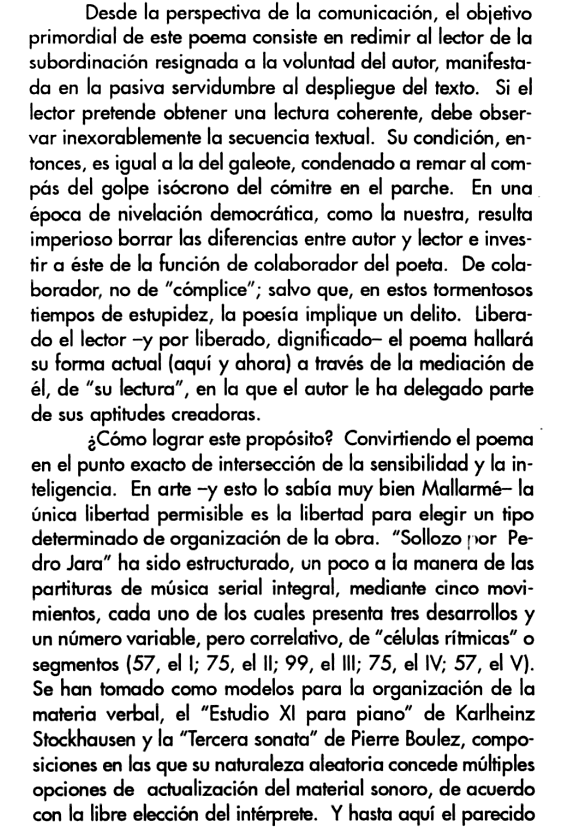 Desde la perspectiva de la comunicación, el objetivo
primordial de este poema consiste en redimir al lector de la
subordinación resignada a la voluntad del autor, manifesta-
da en la pasiva servidumbre al despliegue del texto. Si el
lector pretende obtener una lectura coherente, debe obser-
var inexorablemente la secuencia textual. Su condición, en-
tonces, es igual a la del galeote, condenado a remar al com-
pás del golpe isócrono del cómitre en el parche. En una
época de nivelación democrática, como la nuestra, resulta
imperioso borrar las diferencias entre autor y lector e inves-
tir a éste de la función de colaborador del poeta. De cola-
borador, no de "cómplice"; salvo que, en estos tormentosos
tiempos de estupidez, la poesía implique un delito. Libera-
do el lector –y por liberado, dignificado– el poema hallará
su forma actual (aquí y ahora) a través de la mediación de
él, de "su lectura", en la que el autor le ha delegado parte
de sus aptitudes creadoras.
¿Cómo lograr este propósito? Convirtiendo el poema
en el punto exacto de intersección de la sensibilidad y la in-
teligencia. En arte –y esto lo sabía muy bien Mallarmé– la
única libertad permisible es la libertad para elegir un tipo
determinado de organización de la obra. "Sollozo por Pe-
dro Jara" ha sido estructurado, un poco a la manera de las
partituras de música serial integral, mediante cinco movi-
mientos, cada uno de los cuales presenta tres desarrollos y
un número variable, pero correlativo, de "células rítmicas" o
segmentos (57, el I; 75, el II; 99, el III; 75, el IV; 57, el V).
Se han tomado como modelos para la organización de la
materia verbal, el "Estudio XI para piano" de Karlheinz
Stockhausen y la "Tercera sonata" de Pierre Boulez, compo-
siciones en las que su naturaleza aleatoria concede múltiples
opciones de actualización del material sonoro, de acuerdo
con la libre elección del intérprete. Y hasta aquí el parecido